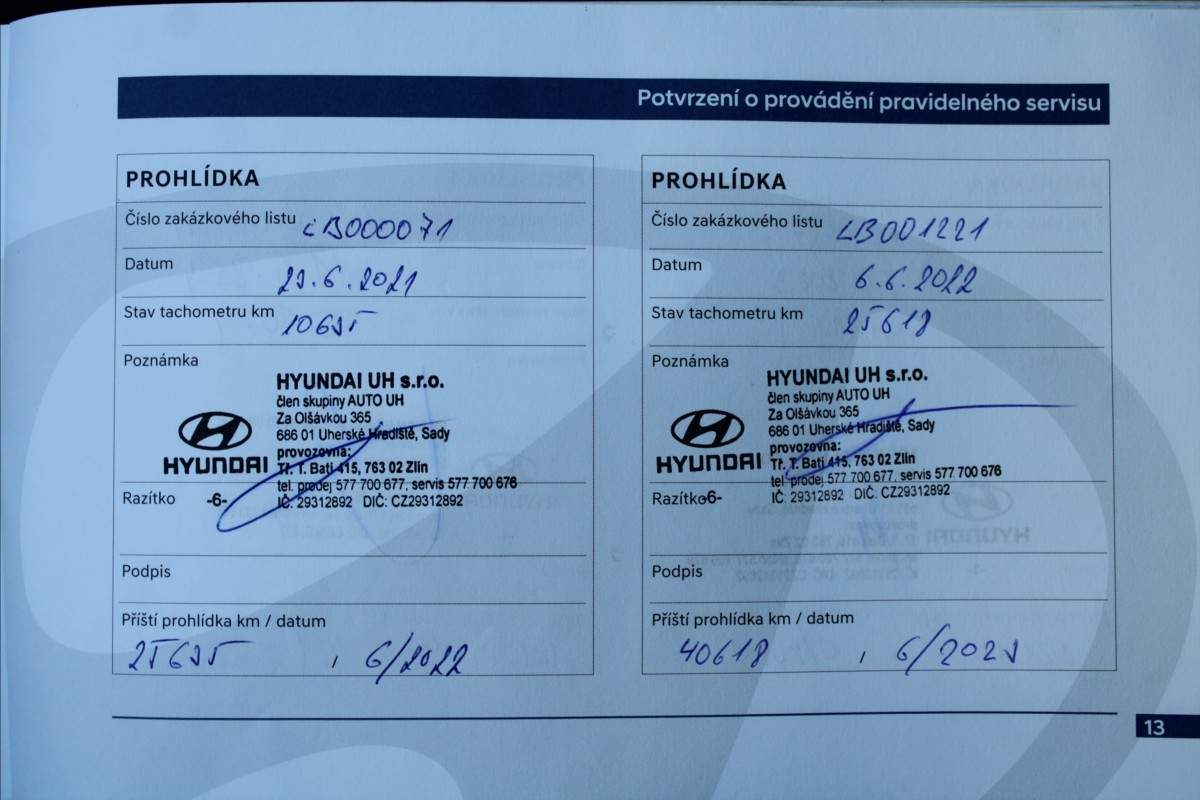 Potvrzení o provádění pravidelného servisu
PROHLÍDKA
Číslo zakázkového listu LB000071
Datum 23.6.2021
Stav tachometru km 10635
Poznámka
HYUNDAI UH s.r.o.
člen skupiny AUTO UH
Za Olšávkou 365
686 01 Uherské Hradiště, Sady
provozovna:
HYUNDAI Tř. T. Bati 415, 763 02 Zlín
tel. prodej 577 700 677, servis 577 700 676
Razítko -6- IČ: 29312892 DIČ: CZ29312892
Podpis
Příští prohlídka km / datum
25635 / 6/2022
PROHLÍDKA
Číslo zakázkového listu LB001221
Datum 6.6.2022
Stav tachometru km 25618
Poznámka
HYUNDAI UH s.r.o.
člen skupiny AUTO UH
Za Olšávkou 365
686 01 Uherské Hradiště, Sady
provozovna:
HYUNDAI Tř. T. Bati 415, 763 02 Zlín
tel. prodej 577 700 677, servis 577 700 676
Razítko -6- IČ: 29312892 DIČ: CZ29312892
Podpis
Příští prohlídka km / datum
40618 / 6/2023
13